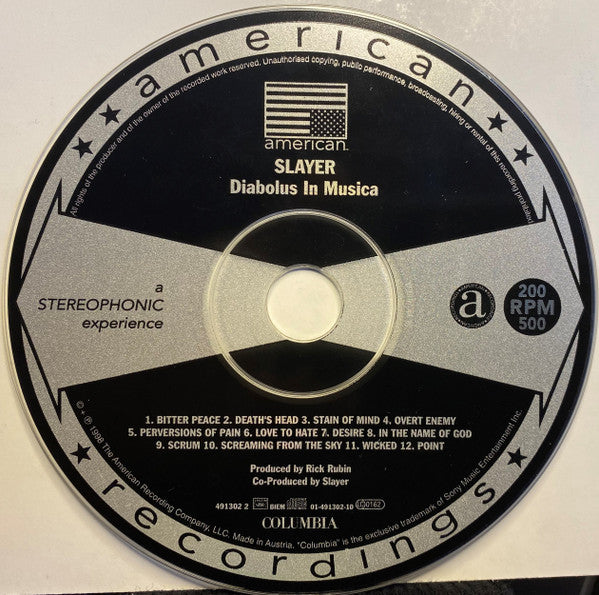 american
All rights of the producer and of the owner of the recorded work reserved. Unauthorised copying, public performance, broadcasting, hiring or rental of this recording prohibited.
american
SLAYER
Diabolus In Musica
a
STEREOPHONIC
experience
a
200
RPM
500
1. BITTER PEACE 2. DEATH'S HEAD 3. STAIN OF MIND 4. OVERT ENEMY
5. PERVERSIONS OF PAIN 6. LOVE TO HATE 7. DESIRE 8. IN THE NAME OF GOD
9. SCRUM 10. SCREAMING FROM THE SKY 11. WICKED 12. POINT
Produced by Rick Rubin
Co-Produced by Slayer
491302 2 BIEM 01-491302-10 LC0162
COLUMBIA
© + ℗ 1998 The American Recording Company, LLC. Made in Austria. "Columbia" is the exclusive trademark of Sony Music Entertainment Inc.
recordings